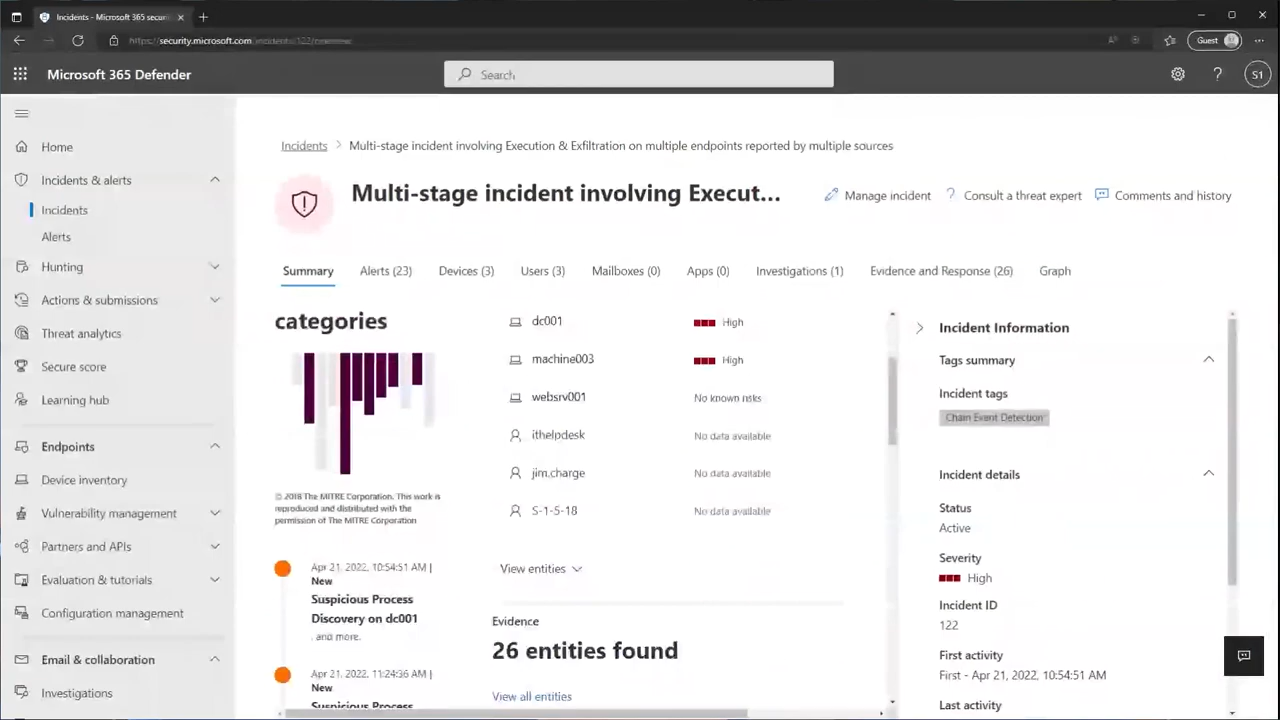 Incidents - Microsoft 365 securi
https://security.microsoft.com/incidents/122/overview
Guest
Microsoft 365 Defender
Search
S1
Home
Incidents & alerts
Incidents
Alerts
Hunting
Actions & submissions
Threat analytics
Secure score
Learning hub
Endpoints
Device inventory
Vulnerability management
Partners and APIs
Evaluation & tutorials
Configuration management
Email & collaboration
Investigations
Incidents > Multi-stage incident involving Execution & Exfiltration on multiple endpoints reported by multiple sources
Multi-stage incident involving Execut...
Manage incident
? Consult a threat expert
Comments and history
Summary
Alerts (23)
Devices (3)
Users (3)
Mailboxes (0)
Apps (0)
Investigations (1)
Evidence and Response (26)
Graph
categories
© 2018 The MITRE Corporation. This work is
reproduced and distributed with the
permission of The MITRE Corporation
Apr 21, 2022, 10:54:51 AM |
New
Suspicious Process
Discovery on dc001
, and more.
Apr 21, 2022, 11:24:36 AM |
New
Suspicious Process
dc001 High
machine003 High
websrv001 No known risks
ithelpdesk No data available
jim.charge No data available
S-1-5-18 No data available
View entities
Evidence
26 entities found
View all entities
Incident Information
Tags summary
Incident tags
Chain Event Detection
Incident details
Status
Active
Severity
High
Incident ID
122
First activity
First - Apr 21, 2022, 10:54:51 AM
Last activity